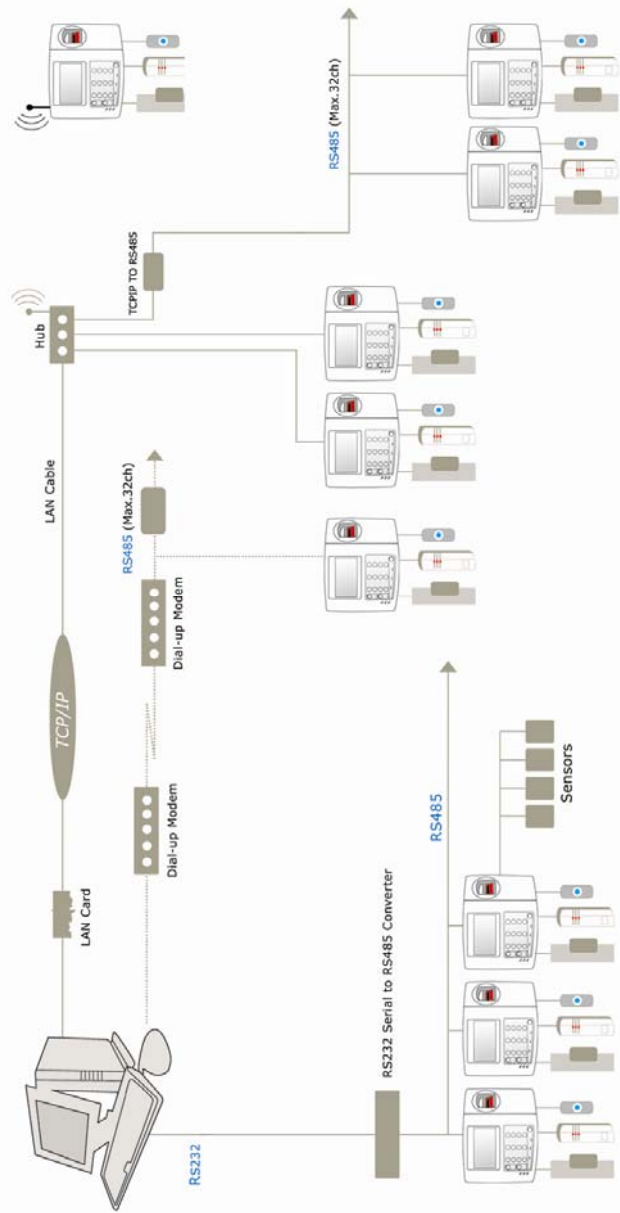 LAN Card
TCP/IP
LAN Cable
Hub
TCPIP TO RS485
RS485 (Max.32ch)
Dial-up Modem
Dial-up Modem
RS485 (Max.32ch)
RS232
RS232 Serial to RS485 Converter
RS485
Sensors